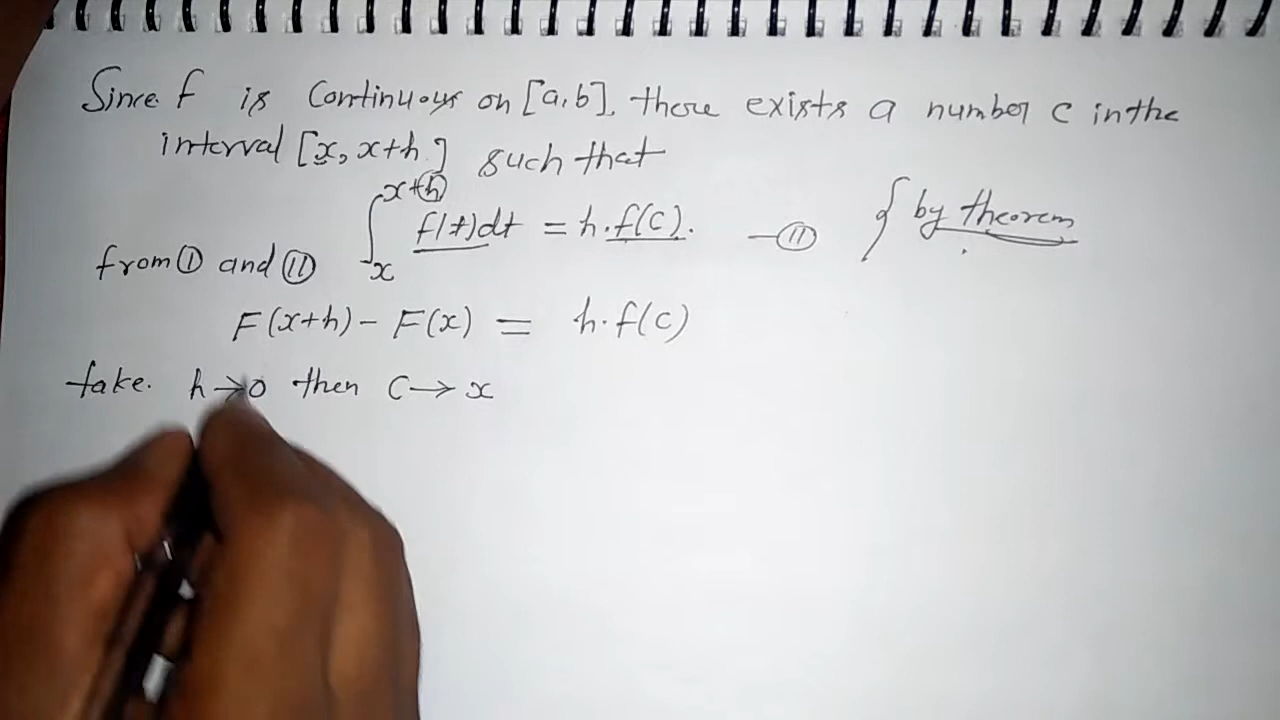 Since f is Continuous on [a,b], there exists a number c in the
interval [x, x+h] such that
∫ₓˣ⁺ʰ f(t)dt = h.f(c). —(II) { by theorem
from (I) and (II)
F(x+h) - F(x) = h.f(c)
take. h→0 then C→x